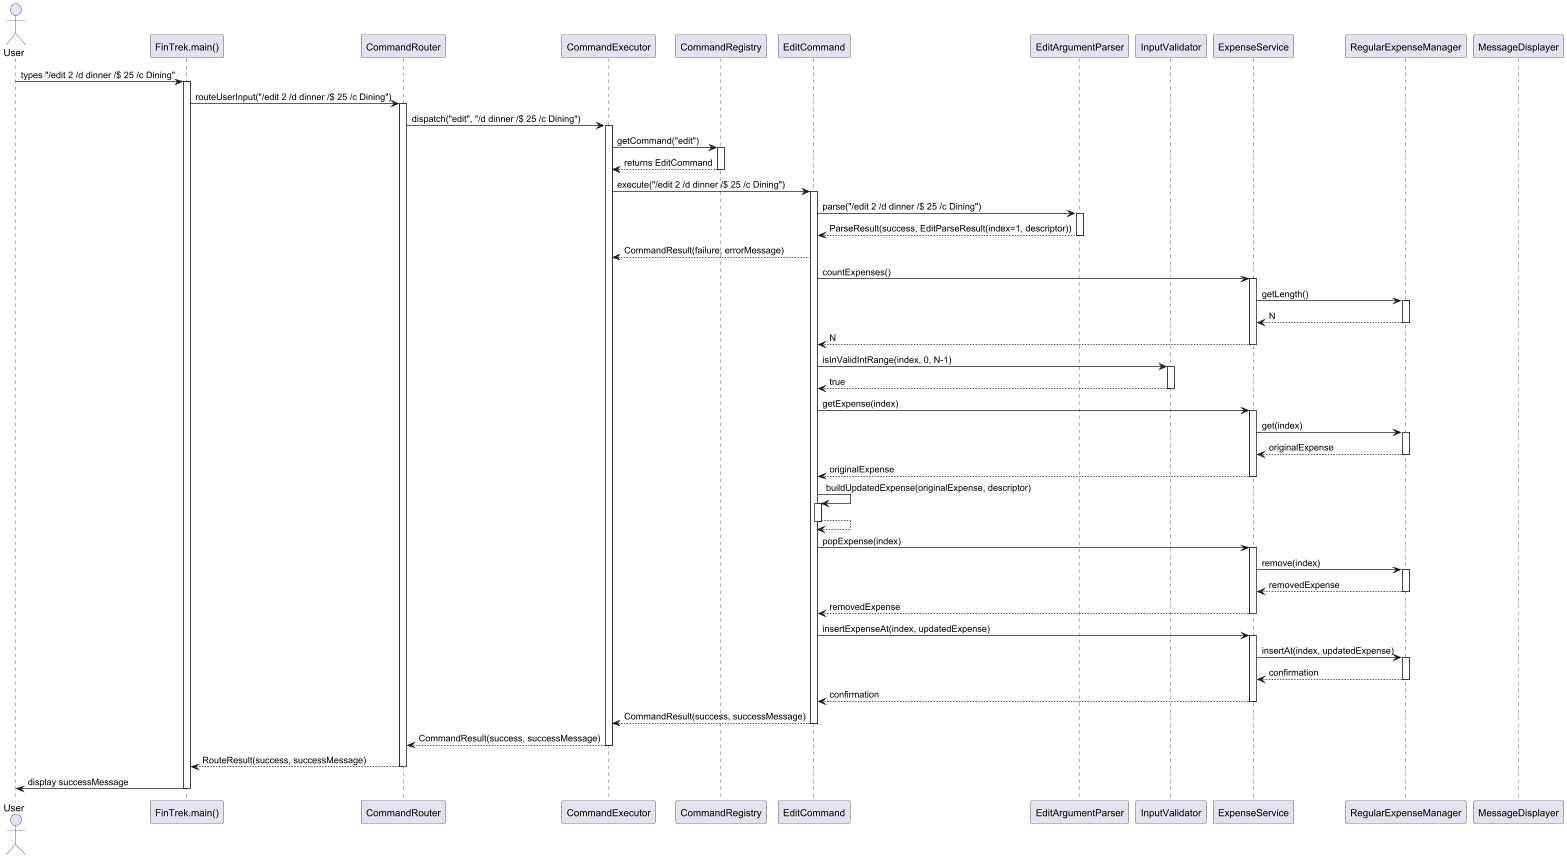 User
FinTrek.main()
CommandRouter
CommandExecutor
CommandRegistry
EditCommand
EditArgumentParser
InputValidator
ExpenseService
RegularExpenseManager
MessageDisplayer
types "/edit 2 /d dinner /$ 25 /c Dining"
routeUserInput("/edit 2 /d dinner /$ 25 /c Dining")
dispatch("edit", "/d dinner /$ 25 /c Dining")
getCommand("edit")
returns EditCommand
execute("/edit 2 /d dinner /$ 25 /c Dining")
parse("/edit 2 /d dinner /$ 25 /c Dining")
ParseResult(success, EditParseResult(index=1, descriptor))
CommandResult(failure, errorMessage)
countExpenses()
getLength()
N
N
isInValidIntRange(index, 0, N-1)
true
getExpense(index)
get(index)
originalExpense
originalExpense
buildUpdatedExpense(originalExpense, descriptor)
popExpense(index)
remove(index)
removedExpense
removedExpense
insertExpenseAt(index, updatedExpense)
insertAt(index, updatedExpense)
confirmation
confirmation
CommandResult(success, successMessage)
CommandResult(success, successMessage)
RouteResult(success, successMessage)
display successMessage
User
FinTrek.main()
CommandRouter
CommandExecutor
CommandRegistry
EditCommand
EditArgumentParser
InputValidator
ExpenseService
RegularExpenseManager
MessageDisplayer